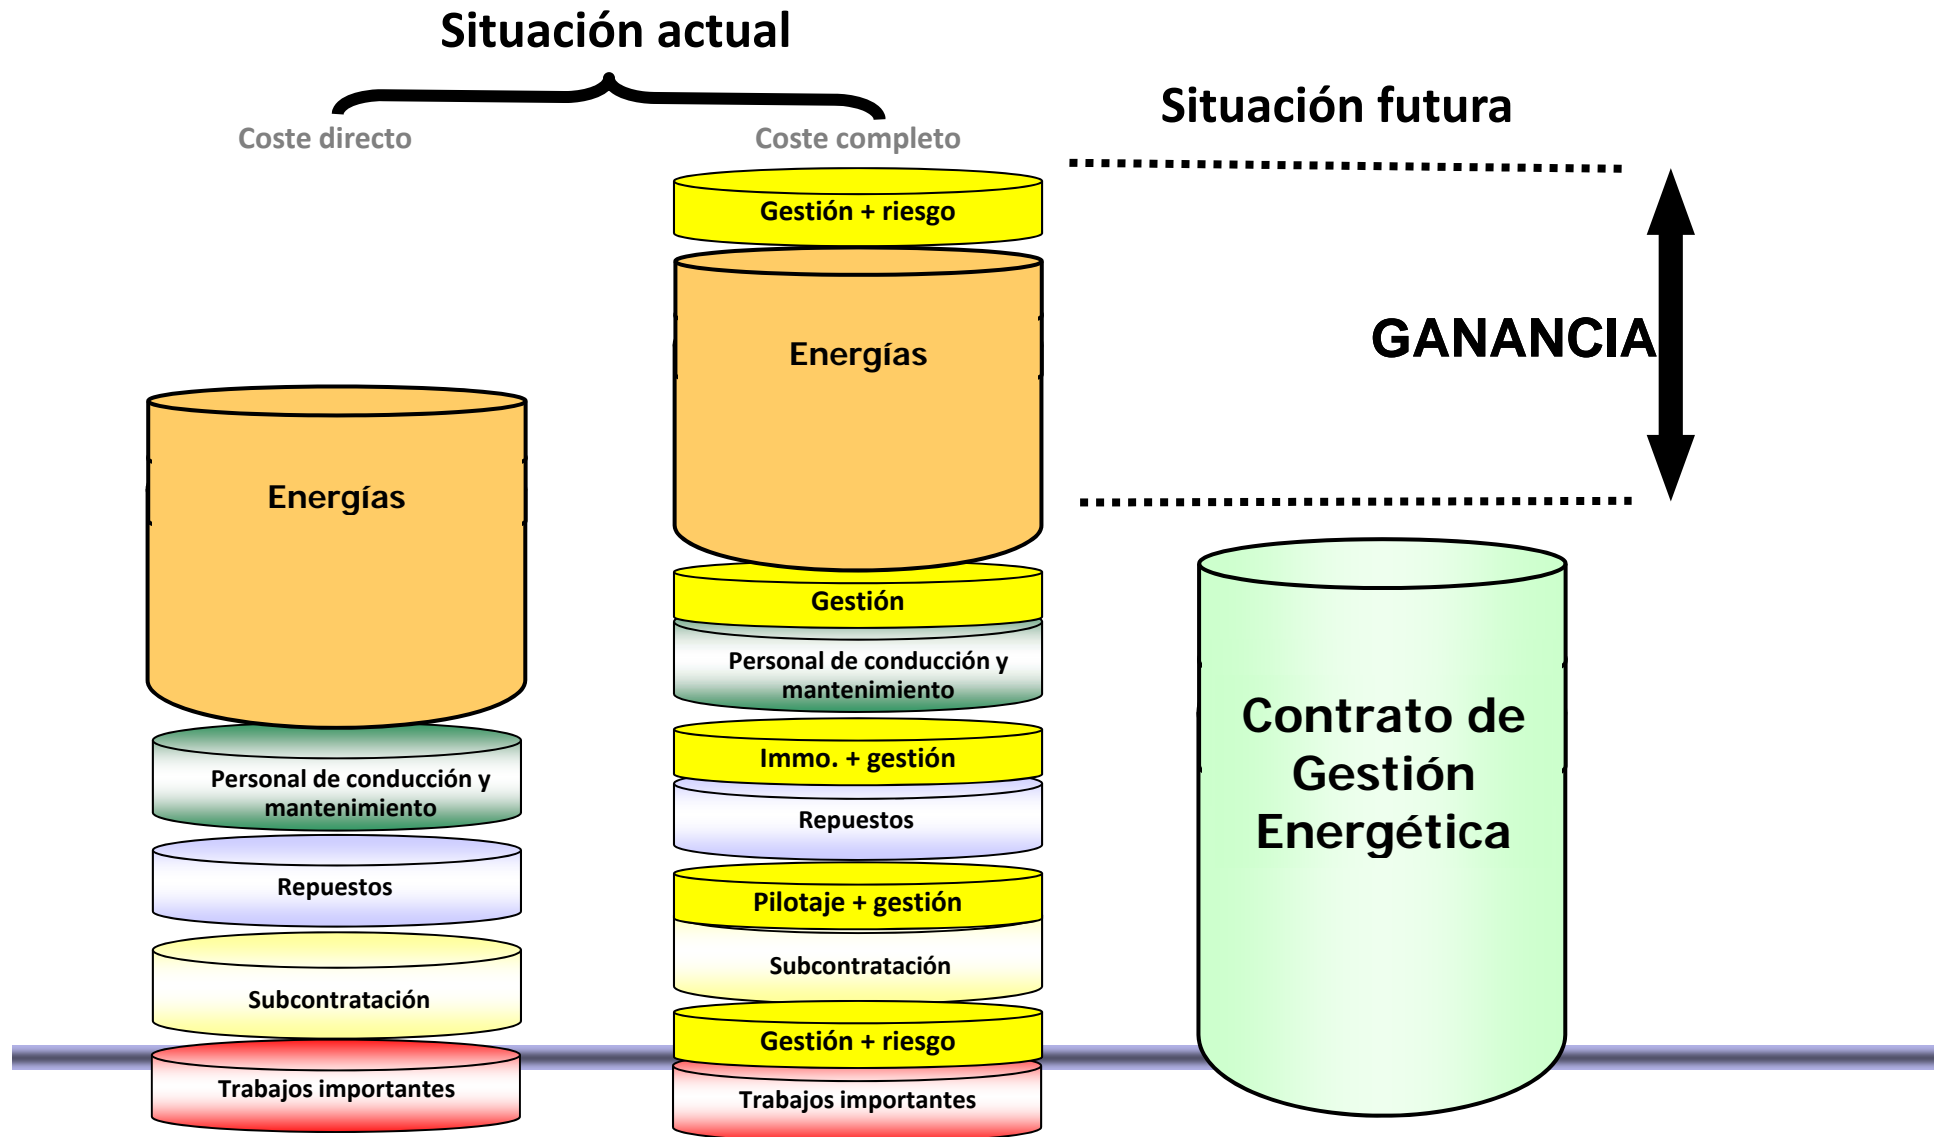 Situación actual
Situación futura
Coste directo
Coste completo
Energías
Personal de conducción y
mantenimiento
Repuestos
Subcontratación
Trabajos importantes
Gestión + riesgo
Energías
Gestión
Personal de conducción y
mantenimiento
Immo. + gestión
Repuestos
Pilotaje + gestión
Subcontratación
Gestión + riesgo
Trabajos importantes
GANANCIA
Contrato de
Gestión
Energética